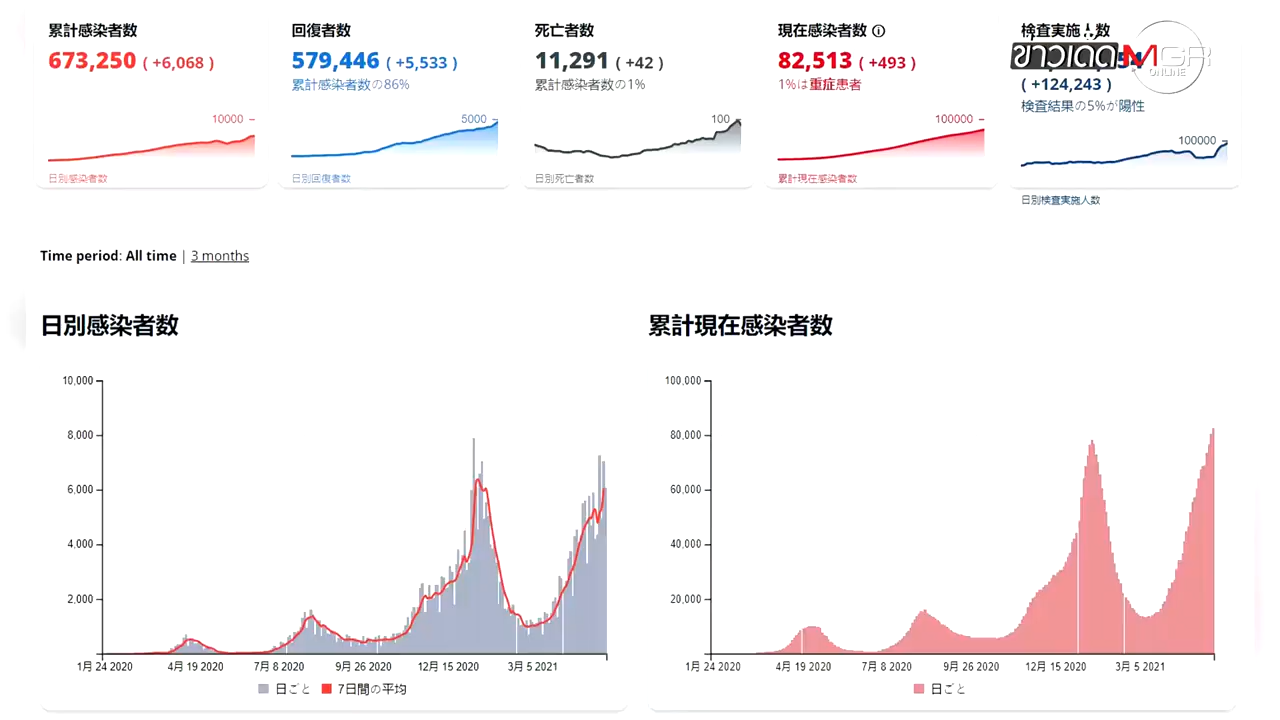 累計感染者数
673,250 ( +6,068 )
10000
日別感染者数
回復者数
579,446 ( +5,533 )
累計感染者数の86%
5000
日別回復者数
死亡者数
11,291 ( +42 )
累計感染者数の1%
100
日別死亡者数
現在感染者数
82,513 ( +493 )
1%は重症患者
100000
累計現在感染者数
検査実施人数
( +124,243 )
検査結果の5%が陽性
100000
日別検査実施人数
ข่าวเด็ด MGR
ONLINE
Time period: All time | 3 months
日別感染者数
10,000
8,000
6,000
4,000
2,000
1月 24 2020 4月 19 2020 7月 8 2020 9月 26 2020 12月 15 2020 3月 5 2021
日ごと 7日間の平均
累計現在感染者数
100,000
80,000
60,000
40,000
20,000
1月 24 2020 4月 19 2020 7月 8 2020 9月 26 2020 12月 15 2020 3月 5 2021
日ごと